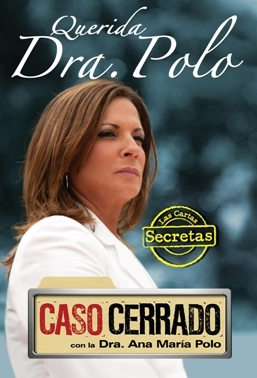 Querida
Dra. Polo
Las Cartas
Secretas
CASO CERRADO
con la Dra. Ana María Polo